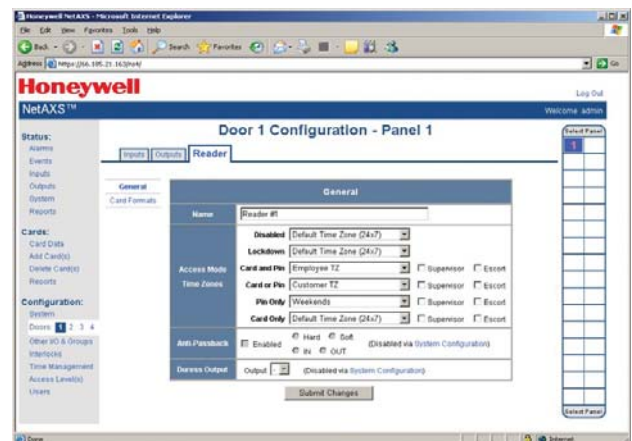 Honeywell NetAXS - Microsoft Internet Explorer
File Edit View Favorites Tools Help
Back Search Favorites
Address https://66.185.21.163/hs4/ Go
Honeywell
Log Out
NetAXS™
Welcome admin
Door 1 Configuration - Panel 1
Select Panel
1
Inputs Outputs Reader
Status:
Alarms
Events
Inputs
Outputs
System
Reports
Cards:
Card Data
Add Card(s)
Delete Card(s)
Reports
Configuration:
System
Doors: 1 2 3 4
Other I/O & Groups
Interlocks
Time Management
Access Level(s)
Users
General
Card Formats
General
Name Reader #1
Access Mode Time Zones
Disabled Default Time Zone (24x7)
Lockdown Default Time Zone (24x7)
Card and Pin Employee TZ Supervisor Escort
Card or Pin Customer TZ Supervisor Escort
Pin Only Weekends Supervisor Escort
Card Only Default Time Zone (24x7) Supervisor Escort
Anti-Passback Enabled Hard Soft
IN OUT
(Disabled via System Configuration)
Duress Output Output - (Disabled via System Configuration)
Submit Changes
Select Panel
Done Internet